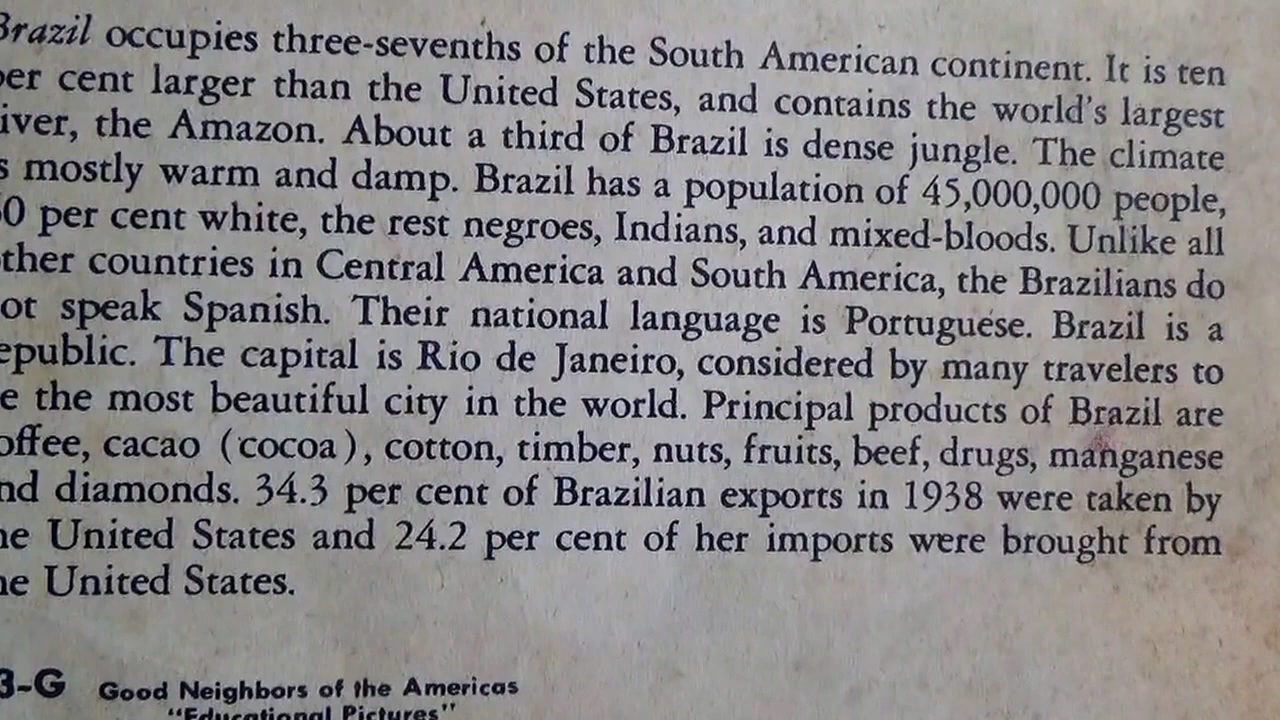 Brazil occupies three-sevenths of the South American continent. It is ten
per cent larger than the United States, and contains the world's largest
iver, the Amazon. About a third of Brazil is dense jungle. The climate
s mostly warm and damp. Brazil has a population of 45,000,000 people,
0 per cent white, the rest negroes, Indians, and mixed-bloods. Unlike all
ther countries in Central America and South America, the Brazilians do
ot speak Spanish. Their national language is Portuguese. Brazil is a
epublic. The capital is Rio de Janeiro, considered by many travelers to
e the most beautiful city in the world. Principal products of Brazil are
offee, cacao (cocoa), cotton, timber, nuts, fruits, beef, drugs, manganese
nd diamonds. 34.3 per cent of Brazilian exports in 1938 were taken by
he United States and 24.2 per cent of her imports were brought from
he United States.
3-G Good Neighbors of the Americas
"Educational Pictures"